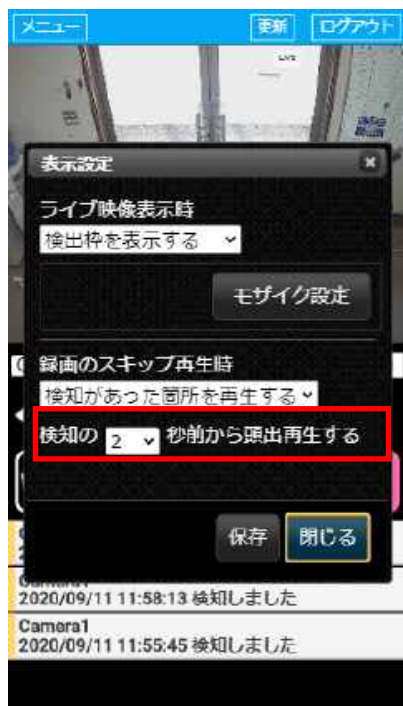 メニュー 更新 ログアウト
LIVE
表示設定 ×
ライブ映像表示時
検出枠を表示する
モザイク設定
録画のスキップ再生時
検知があった箇所を再生する
検知の 2 秒前から頭出再生する
保存 閉じる
2020/09/11 11:58:13 検知しました
Camera1
2020/09/11 11:55:45 検知しました